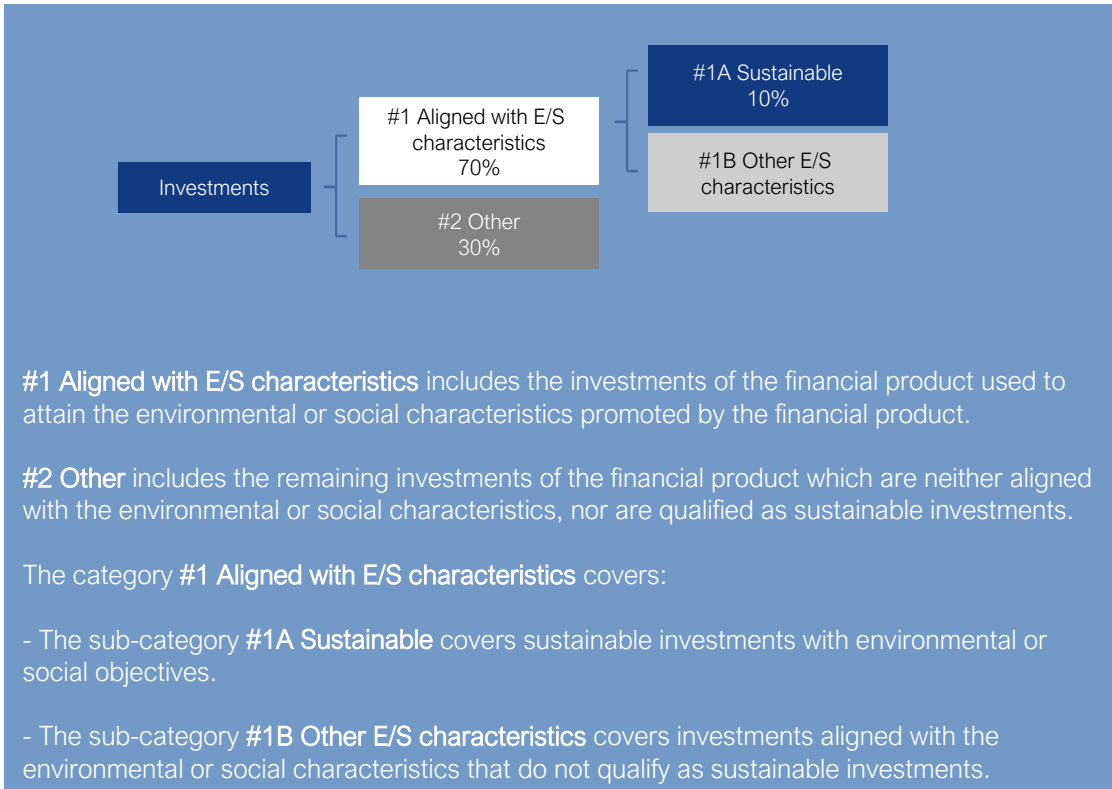 #1A Sustainable
10%
#1 Aligned with E/S
characteristics
70%
#1B Other E/S
characteristics
Investments
#2 Other
30%
#1 Aligned with E/S characteristics includes the investments of the financial product used to
attain the environmental or social characteristics promoted by the financial product.
#2 Other includes the remaining investments of the financial product which are neither aligned
with the environmental or social characteristics, nor are qualified as sustainable investments.
The category #1 Aligned with E/S characteristics covers:
- The sub-category #1A Sustainable covers sustainable investments with environmental or
social objectives.
- The sub-category #1B Other E/S characteristics covers investments aligned with the
environmental or social characteristics that do not qualify as sustainable investments.